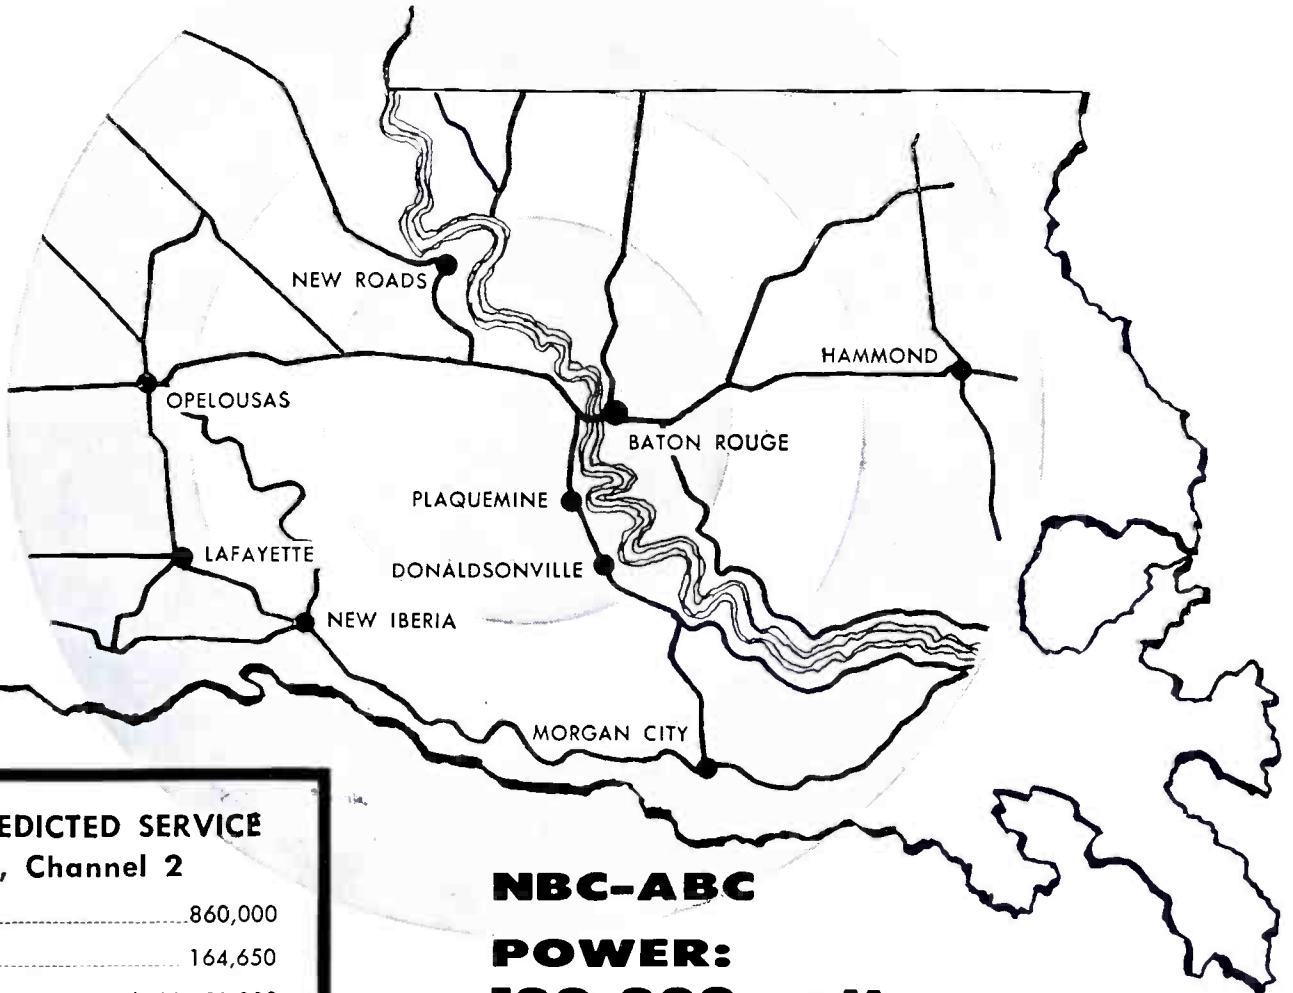 NEW ROADS
HAMMOND
OPELOUSAS
BATON ROUGE
PLAQUEMINE
LAFAYETTE
DONALDSONVILLE
NEW IBERIA
MORGAN CITY
EDICTED SERVICE
, Channel 2
860,000
164,650
NBC-ABC
POWER: